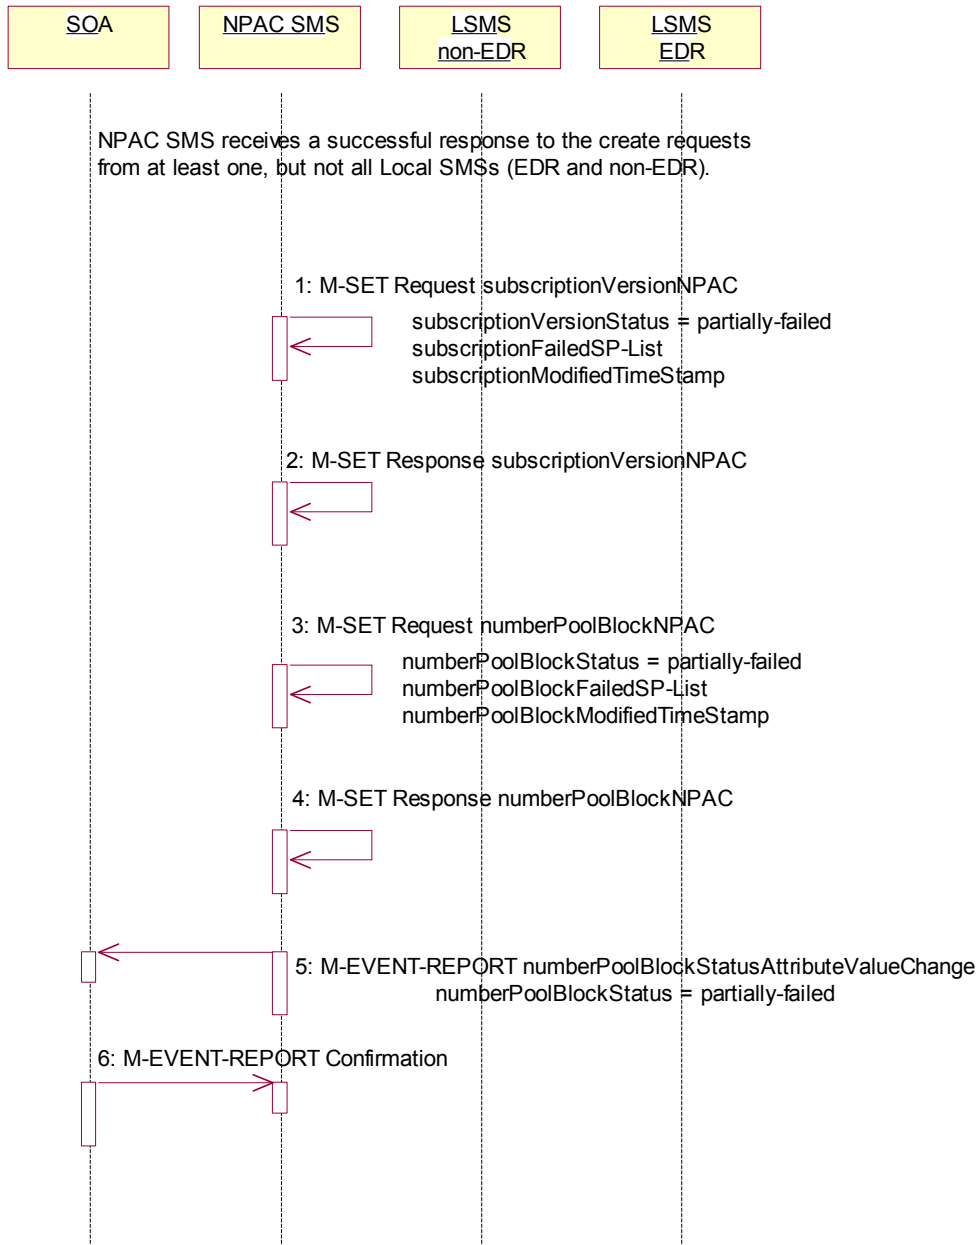 SOA
NPAC SMS
LSMS
non-EDR
LSMS
EDR
NPAC SMS receives a successful response to the create requests
from at least one, but not all Local SMSs (EDR and non-EDR).
1: M-SET Request subscriptionVersionNPAC
subscriptionVersionStatus = partially-failed
subscriptionFailedSP-List
subscriptionModifiedTimeStamp
2: M-SET Response subscriptionVersionNPAC
3: M-SET Request numberPoolBlockNPAC
numberPoolBlockStatus = partially-failed
numberPoolBlockFailedSP-List
numberPoolBlockModifiedTimeStamp
4: M-SET Response numberPoolBlockNPAC
5: M-EVENT-REPORT numberPoolBlockStatusAttributeValueChange
numberPoolBlockStatus = partially-failed
6: M-EVENT-REPORT Confirmation